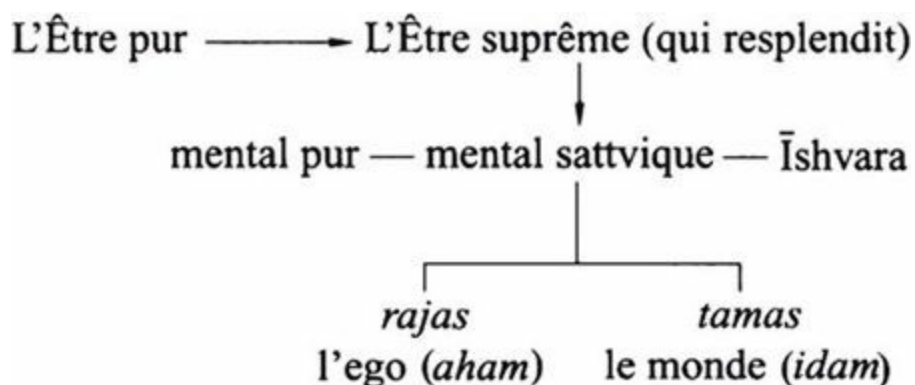 L'Être pur L'Être suprême (qui resplendit)
mental pur — mental sattvique — Īshvara
rajas tamas
l'ego (aham) le monde (idam)